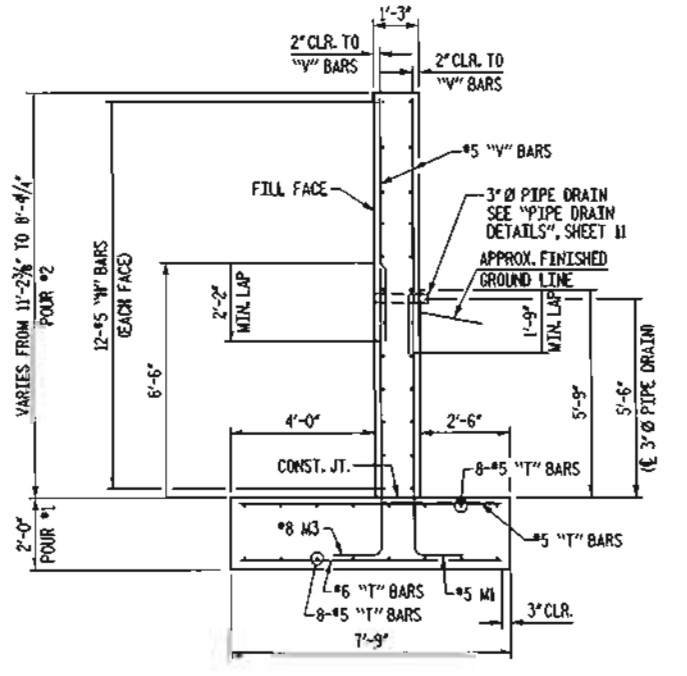 1'-3"
2" CLR. TO
"V" BARS
2" CLR. TO
"V" BARS
#5 "V" BARS
FILL FACE
3" Ø PIPE DRAIN
SEE "PIPE DRAIN
DETAILS", SHEET 11
APPROX. FINISHED
GROUND LINE
VARIES FROM 11'-2⅜" TO 8'-4¼"
POUR #2
12-#5 "H" BARS
(EACH FACE)
6'-6"
2'-2"
MIN. LAP
1'-9"
MIN. LAP
5'-9"
5'-6"
(℄ 3" Ø PIPE DRAIN)
4'-0"
2'-6"
CONST. JT.
8-#5 "T" BARS
2'-0"
POUR #1
#8 M3
#5 "T" BARS
#6 "T" BARS
#5 M1
8-#5 "T" BARS
3" CLR.
7'-9"